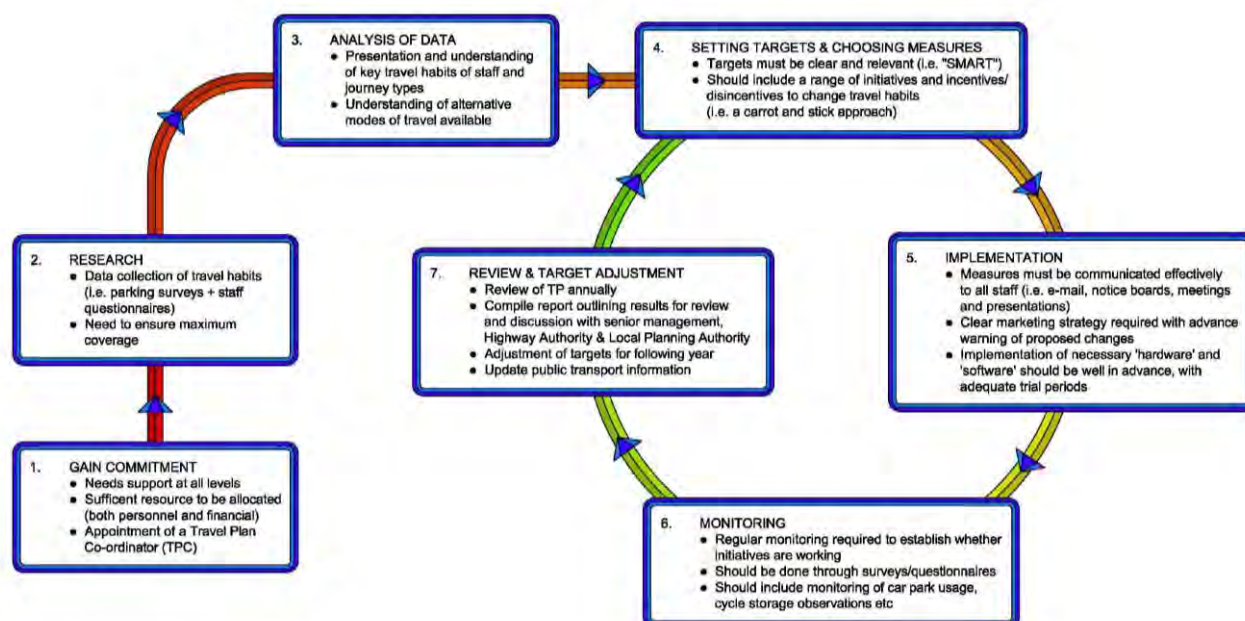 1. GAIN COMMITMENT
● Needs support at all levels
● Sufficent resource to be allocated
(both personnel and financial)
● Appointment of a Travel Plan
Co-ordinator (TPC)
2. RESEARCH
● Data collection of travel habits
(i.e. parking surveys + staff
questionnaires)
● Need to ensure maximum
coverage
3. ANALYSIS OF DATA
● Presentation and understanding
of key travel habits of staff and
journey types
● Understanding of alternative
modes of travel available
4. SETTING TARGETS & CHOOSING MEASURES
● Targets must be clear and relevant (i.e. "SMART")
● Should include a range of initiatives and incentives/
disincentives to change travel habits
(i.e. a carrot and stick approach)
5. IMPLEMENTATION
● Measures must be communicated effectively
to all staff (i.e. e-mail, notice boards, meetings
and presentations)
● Clear marketing strategy required with advance
warning of proposed changes
● Implementation of necessary 'hardware' and
'software' should be well in advance, with
adequate trial periods
6. MONITORING
● Regular monitoring required to establish whether
initiatives are working
● Should be done through surveys/questionnaires
● Should include monitoring of car park usage,
cycle storage observations etc
7. REVIEW & TARGET ADJUSTMENT
● Review of TP annually
● Compile report outlining results for review
and discussion with senior management,
Highway Authority & Local Planning Authority
● Adjustment of targets for following year
● Update public transport information